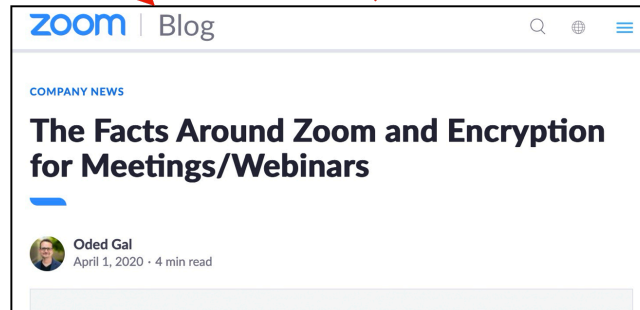 zoom | Blog
COMPANY NEWS
The Facts Around Zoom and Encryption
for Meetings/Webinars
Oded Gal
April 1, 2020 · 4 min read